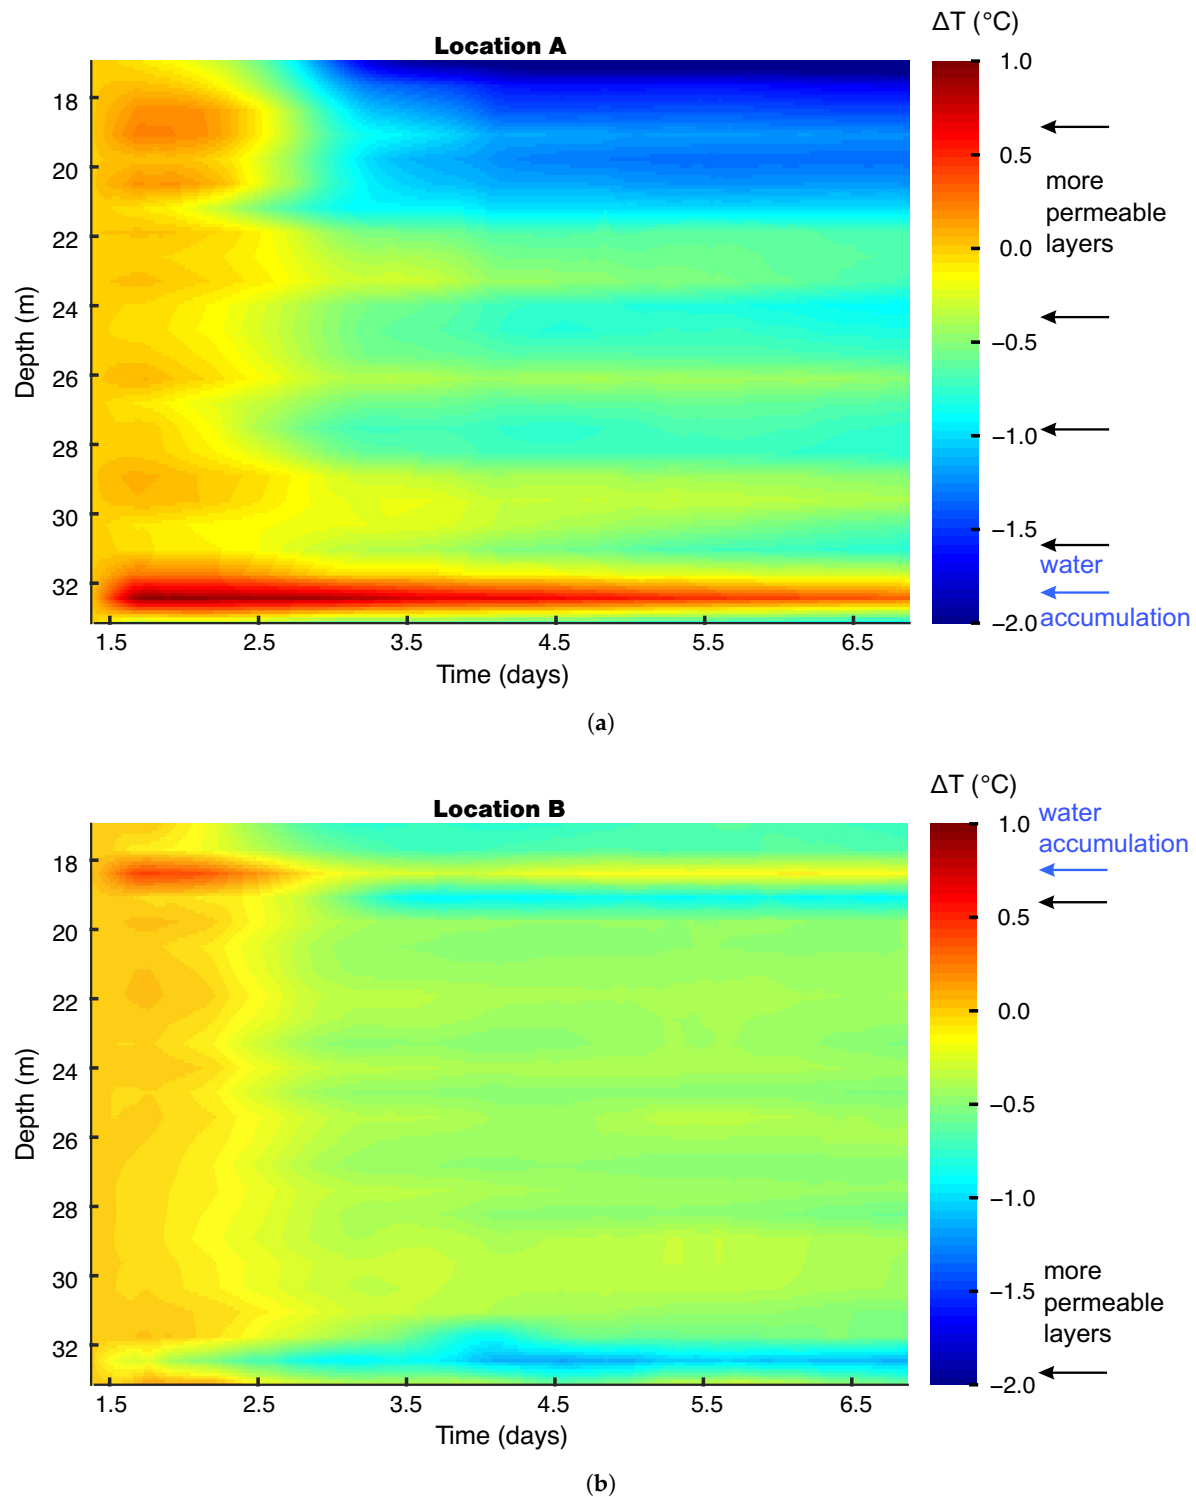 Location A
ΔT (°C)
18
20
22
24
26
28
30
32
Depth (m)
1.5
2.5
3.5
4.5
5.5
6.5
Time (days)
1.0
0.5
0.0
−0.5
−1.0
−1.5
−2.0
more
permeable
layers
water
accumulation
(a)
Location B
ΔT (°C)
18
20
22
24
26
28
30
32
Depth (m)
1.5
2.5
3.5
4.5
5.5
6.5
Time (days)
1.0
0.5
0.0
−0.5
−1.0
−1.5
−2.0
water
accumulation
more
permeable
layers
(b)